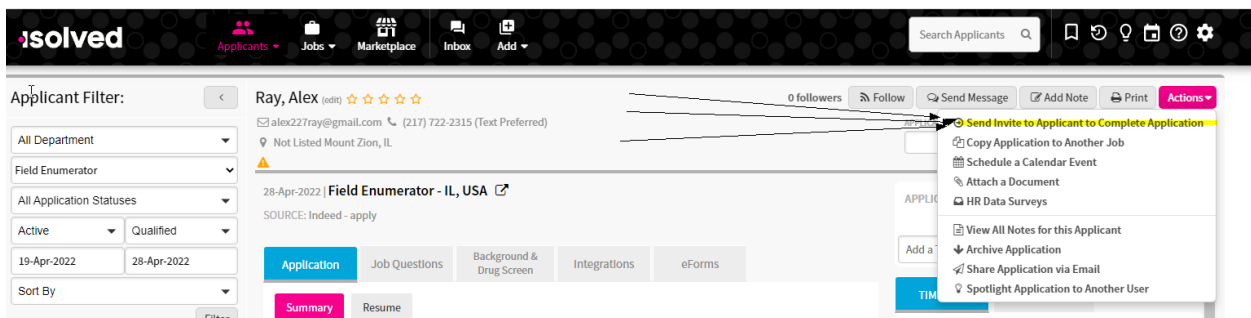 isolved
Applicants
Jobs
Marketplace
Inbox
Add
Search Applicants
Applicant Filter:
All Department
Field Enumerator
All Application Statuses
Active
Qualified
19-Apr-2022
28-Apr-2022
Sort By
Filter
Ray, Alex (edit)
0 followers
Follow
Send Message
Add Note
Print
Actions
alex227ray@gmail.com (217) 722-2315 (Text Preferred)
Not Listed Mount Zion, IL
28-Apr-2022 | Field Enumerator - IL, USA
SOURCE: Indeed - apply
Application
Job Questions
Background &
Drug Screen
Integrations
eForms
Summary
Resume
Send Invite to Applicant to Complete Application
Copy Application to Another Job
Schedule a Calendar Event
Attach a Document
HR Data Surveys
View All Notes for this Applicant
Archive Application
Share Application via Email
Spotlight Application to Another User
Add a
TIM